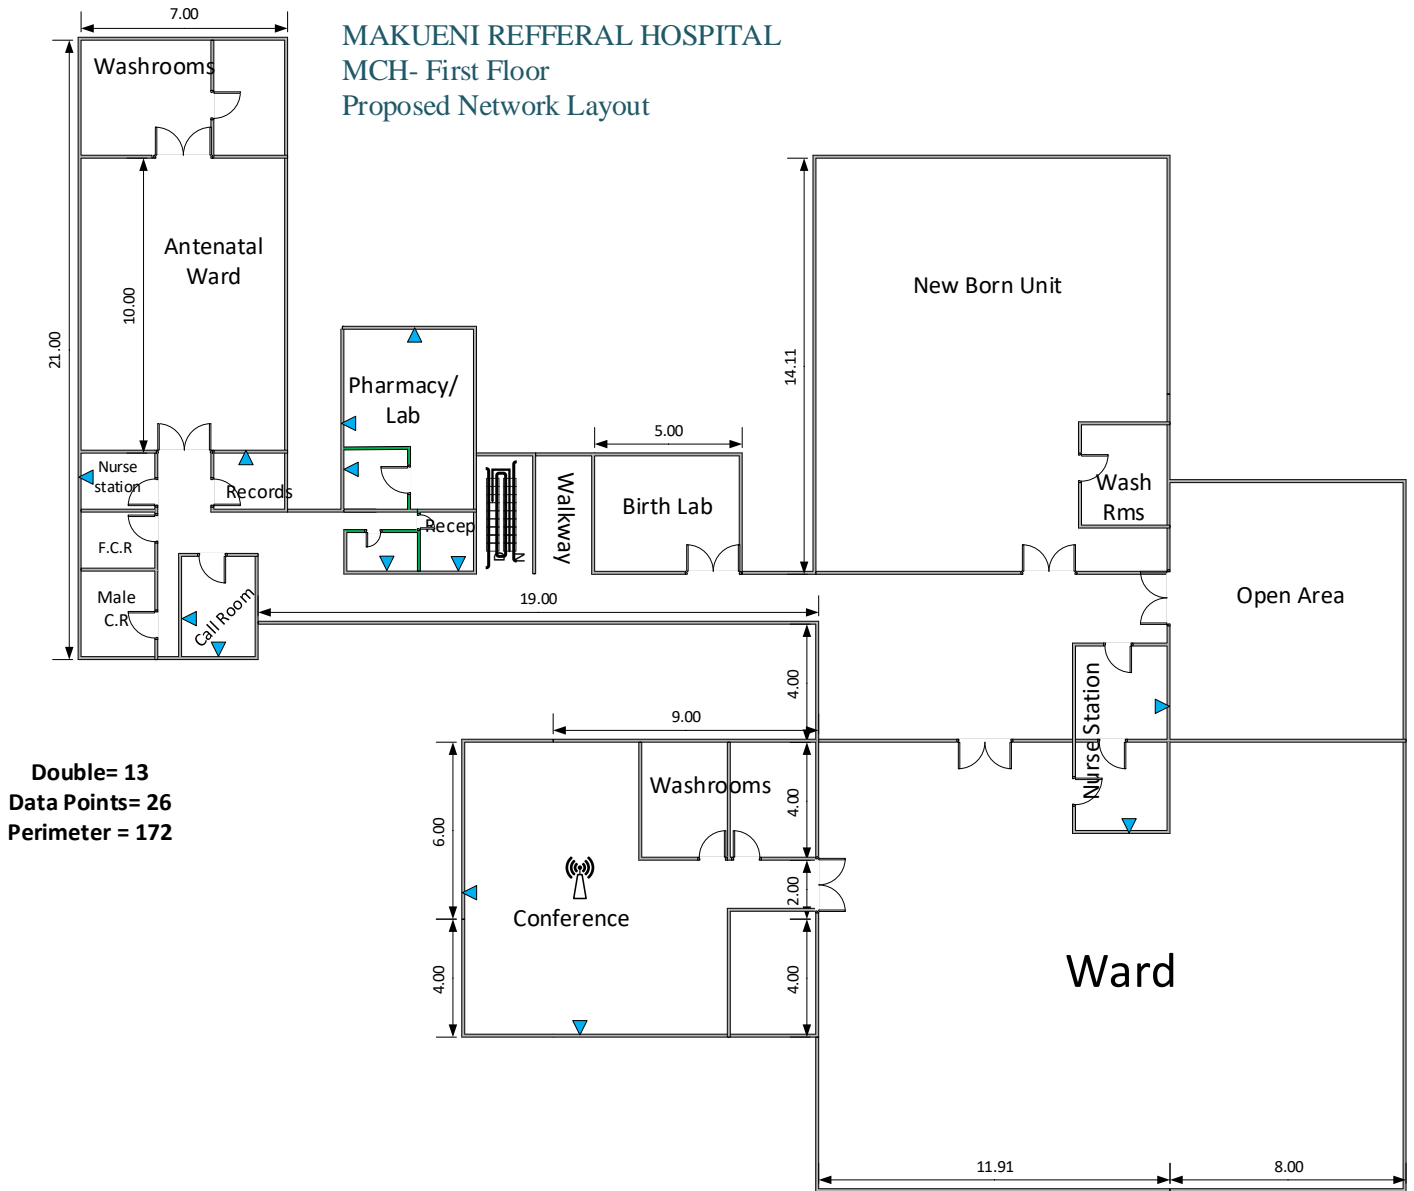 7.00
MAKUENI REFFERAL HOSPITAL
MCH- First Floor
Proposed Network Layout
Washrooms
21.00
10.00
Antenatal
Ward
14.11
New Born Unit
Pharmacy/
Lab
5.00
Nurse
station
Records
Recep
Walkway
Birth Lab
Wash
Rms
F.C.R
Male
C.R
Call Room
19.00
Open Area
4.00
Nurse Station
9.00
Double= 13
Data Points= 26
Perimeter = 172
6.00
Washrooms
4.00
2.00
Conference
4.00
4.00
Ward
11.91
8.00